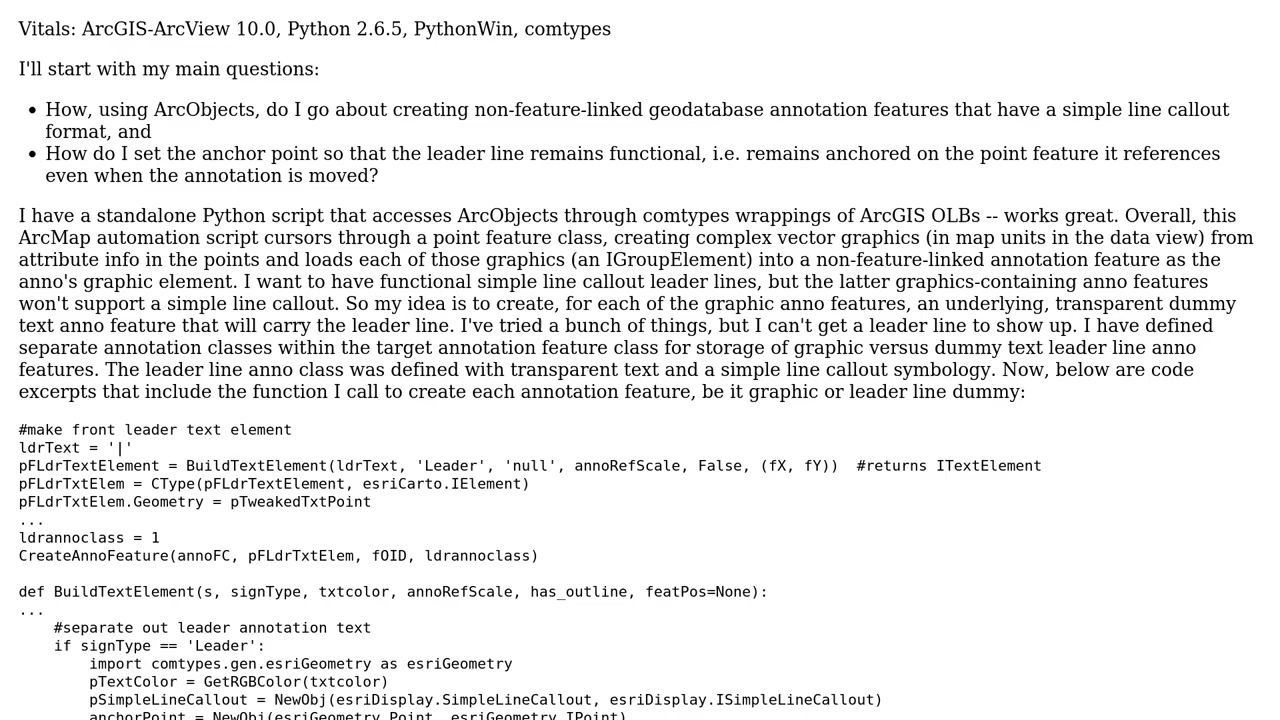 Vitals: ArcGIS-ArcView 10.0, Python 2.6.5, PythonWin, comtypes
I'll start with my main questions:
• How, using ArcObjects, do I go about creating non-feature-linked geodatabase annotation features that have a simple line callout
format, and
• How do I set the anchor point so that the leader line remains functional, i.e. remains anchored on the point feature it references
even when the annotation is moved?
I have a standalone Python script that accesses ArcObjects through comtypes wrappings of ArcGIS OLBs -- works great. Overall, this
ArcMap automation script cursors through a point feature class, creating complex vector graphics (in map units in the data view) from
attribute info in the points and loads each of those graphics (an IGroupElement) into a non-feature-linked annotation feature as the
anno's graphic element. I want to have functional simple line callout leader lines, but the latter graphics-containing anno features
won't support a simple line callout. So my idea is to create, for each of the graphic anno features, an underlying, transparent dummy
text anno feature that will carry the leader line. I've tried a bunch of things, but I can't get a leader line to show up. I have defined
separate annotation classes within the target annotation feature class for storage of graphic versus dummy text leader line anno
features. The leader line anno class was defined with transparent text and a simple line callout symbology. Now, below are code
excerpts that include the function I call to create each annotation feature, be it graphic or leader line dummy:
#make front leader text element
ldrText = '|'
pFLdrTextElement = BuildTextElement(ldrText, 'Leader', 'null', annoRefScale, False, (fX, fY))  #returns ITextElement
pFLdrTxtElem = CType(pFLdrTextElement, esriCarto.IElement)
pFLdrTxtElem.Geometry = pTweakedTxtPoint
...
ldrannoclass = 1
CreateAnnoFeature(annoFC, pFLdrTxtElem, fOID, ldrannoclass)
def BuildTextElement(s, signType, txtcolor, annoRefScale, has_outline, featPos=None):
...
    #separate out leader annotation text
    if signType == 'Leader':
        import comtypes.gen.esriGeometry as esriGeometry
        pTextColor = GetRGBColor(txtcolor)
        pSimpleLineCallout = NewObj(esriDisplay.SimpleLineCallout, esriDisplay.ISimpleLineCallout)
        anchorPoint = NewObj(esriGeometry.Point, esriGeometry.IPoint)